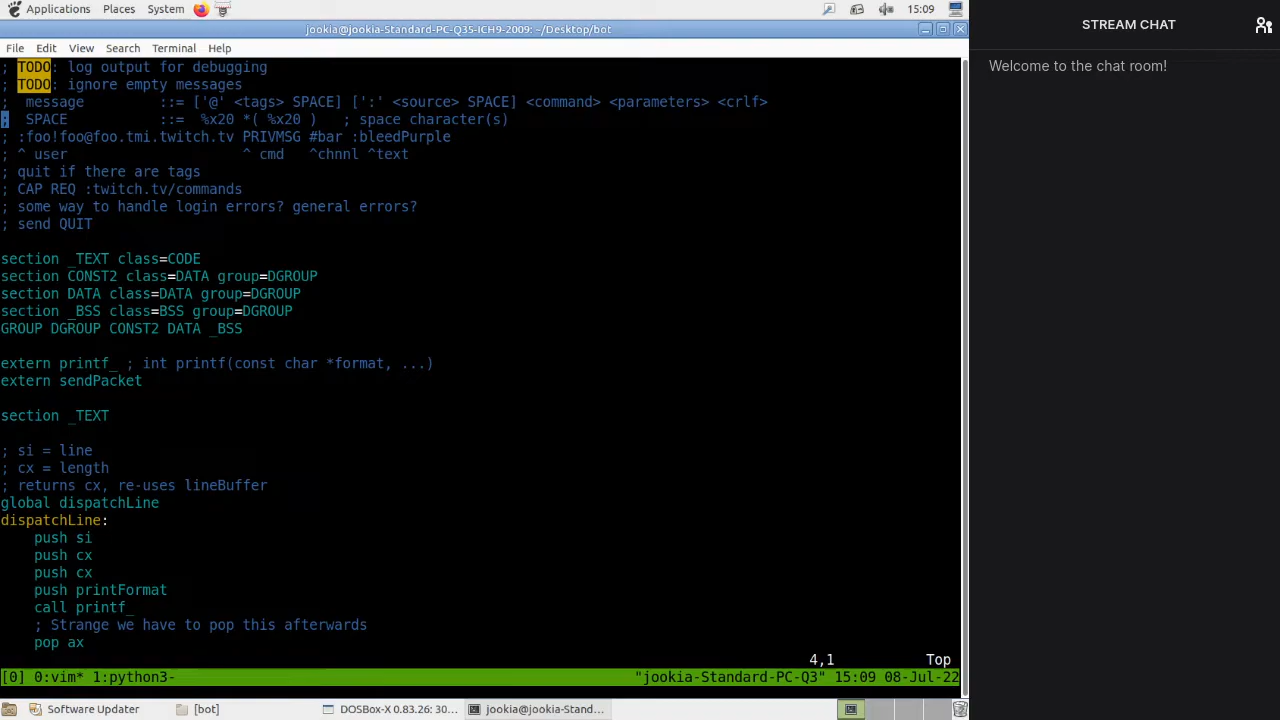 Applications Places System 15:09
STREAM CHAT
jookia@jookia-Standard-PC-Q35-ICH9-2009: ~/Desktop/bot
File Edit View Search Terminal Help
Welcome to the chat room!
; TODO: log output for debugging
; TODO: ignore empty messages
;  message         ::= ['@' <tags> SPACE] [':' <source> SPACE] <command> <parameters> <crlf>
;  SPACE           ::=  %x20 *( %x20 )   ; space character(s)
; :foo!foo@foo.tmi.twitch.tv PRIVMSG #bar :bleedPurple
; ^ user                     ^ cmd   ^chnnl ^text
; quit if there are tags
; CAP REQ :twitch.tv/commands
; some way to handle login errors? general errors?
; send QUIT
section _TEXT class=CODE
section CONST2 class=DATA group=DGROUP
section DATA class=DATA group=DGROUP
section _BSS class=BSS group=DGROUP
GROUP DGROUP CONST2 DATA _BSS
extern printf_ ; int printf(const char *format, ...)
extern sendPacket
section _TEXT
; si = line
; cx = length
; returns cx, re-uses lineBuffer
global dispatchLine
dispatchLine:
    push si
    push cx
    push cx
    push printFormat
    call printf_
    ; Strange we have to pop this afterwards
    pop ax
4,1 Top
[0] 0:vim* 1:python3- "jookia-Standard-PC-Q3" 15:09 08-Jul-22
Software Updater [bot] DOSBox-X 0.83.26: 30... jookia@jookia-Stand...